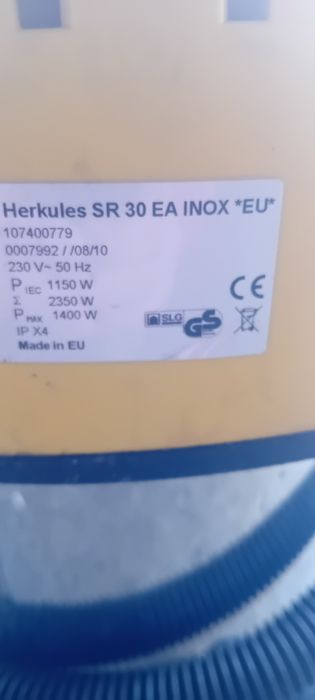 Herkules SR 30 EA INOX *EU*
107400779
0007992 / /08/10
230 V~ 50 Hz
P IEC 1150 W
Σ 2350 W
P MAX 1400 W
IP X4
Made in EU
CE
SLG
GS